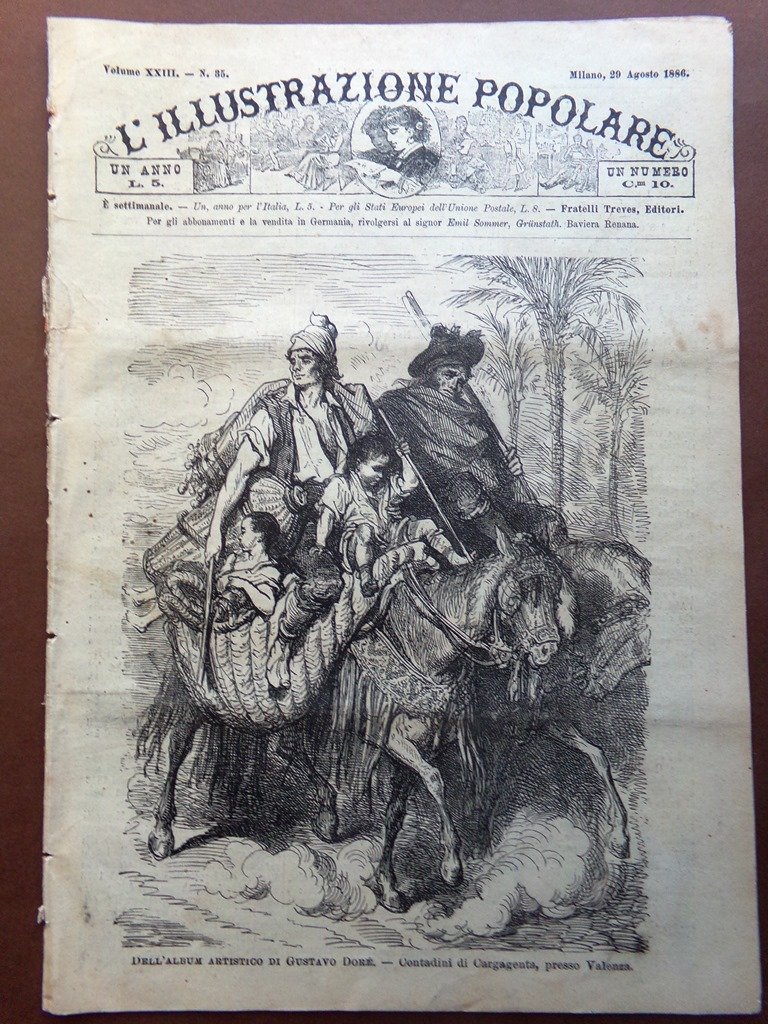 Volume XXIII. — N. 35.
Milano, 29 Agosto 1886.
L'ILLUSTRAZIONE POPOLARE
UN ANNO
L. 5.
UN NUMERO
C.mi 10.
È settimanale. — Un, anno per l'Italia, L. 5. - Per gli Stati Europei dell'Unione Postale, L. 8. — Fratelli Treves, Editori.
Per gli abbonamenti e la vendita in Germania, rivolgersi al signor Emil Sommer, Grünstath. Baviera Renana.
DELL'ALBUM ARTISTICO DI GUSTAVO DORÉ. — Contadini di Cargagenta, presso Valenza.